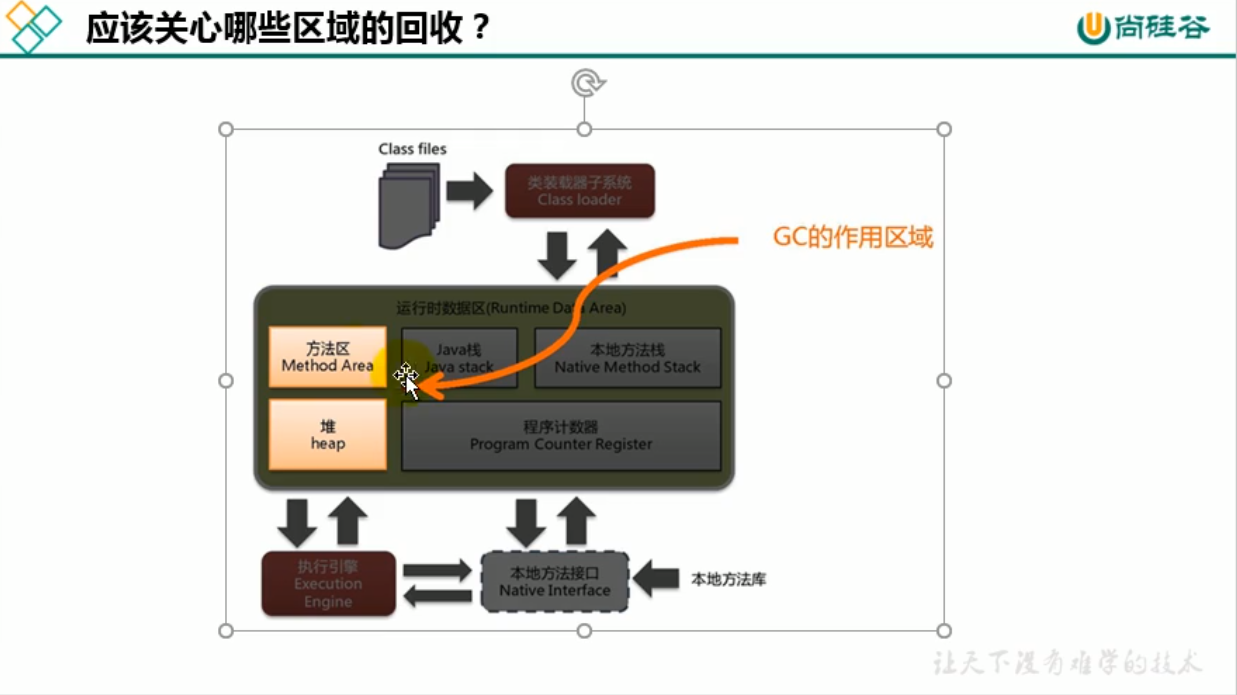 应该关心哪些区域的回收？
尚硅谷
Class files
类装载器子系统
Class loader
GC的作用区域
运行时数据区(Runtime Data Area)
方法区
Method Area
Java栈
Java stack
本地方法栈
Native Method Stack
堆
heap
程序计数器
Program Counter Register
执行引擎
Execution
Engine
本地方法接口
Native Interface
本地方法库
让天下没有难学的技术